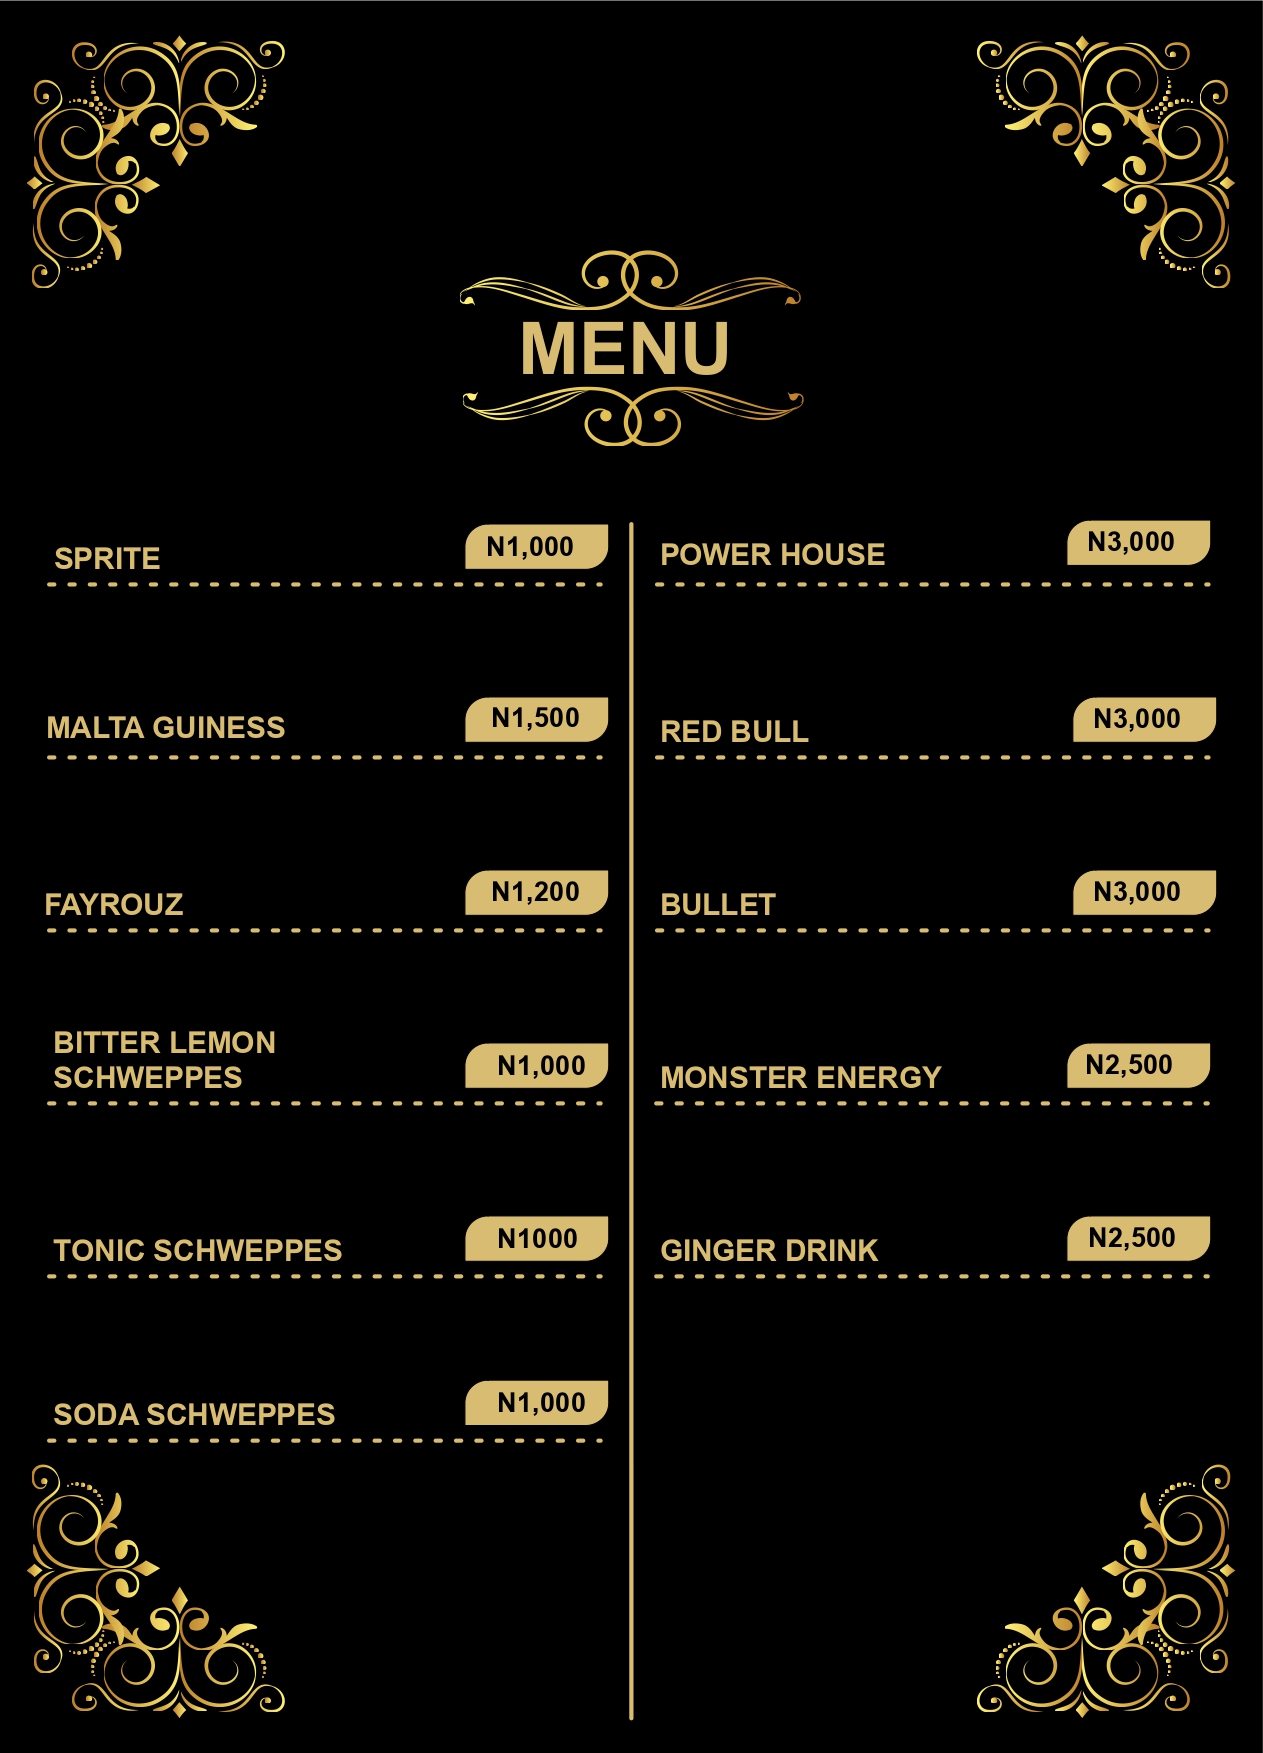 MENU
SPRITE N1,000
MALTA GUINESS N1,500
FAYROUZ N1,200
BITTER LEMON
SCHWEPPES N1,000
TONIC SCHWEPPES N1000
SODA SCHWEPPES N1,000
POWER HOUSE N3,000
RED BULL N3,000
BULLET N3,000
MONSTER ENERGY N2,500
GINGER DRINK N2,500